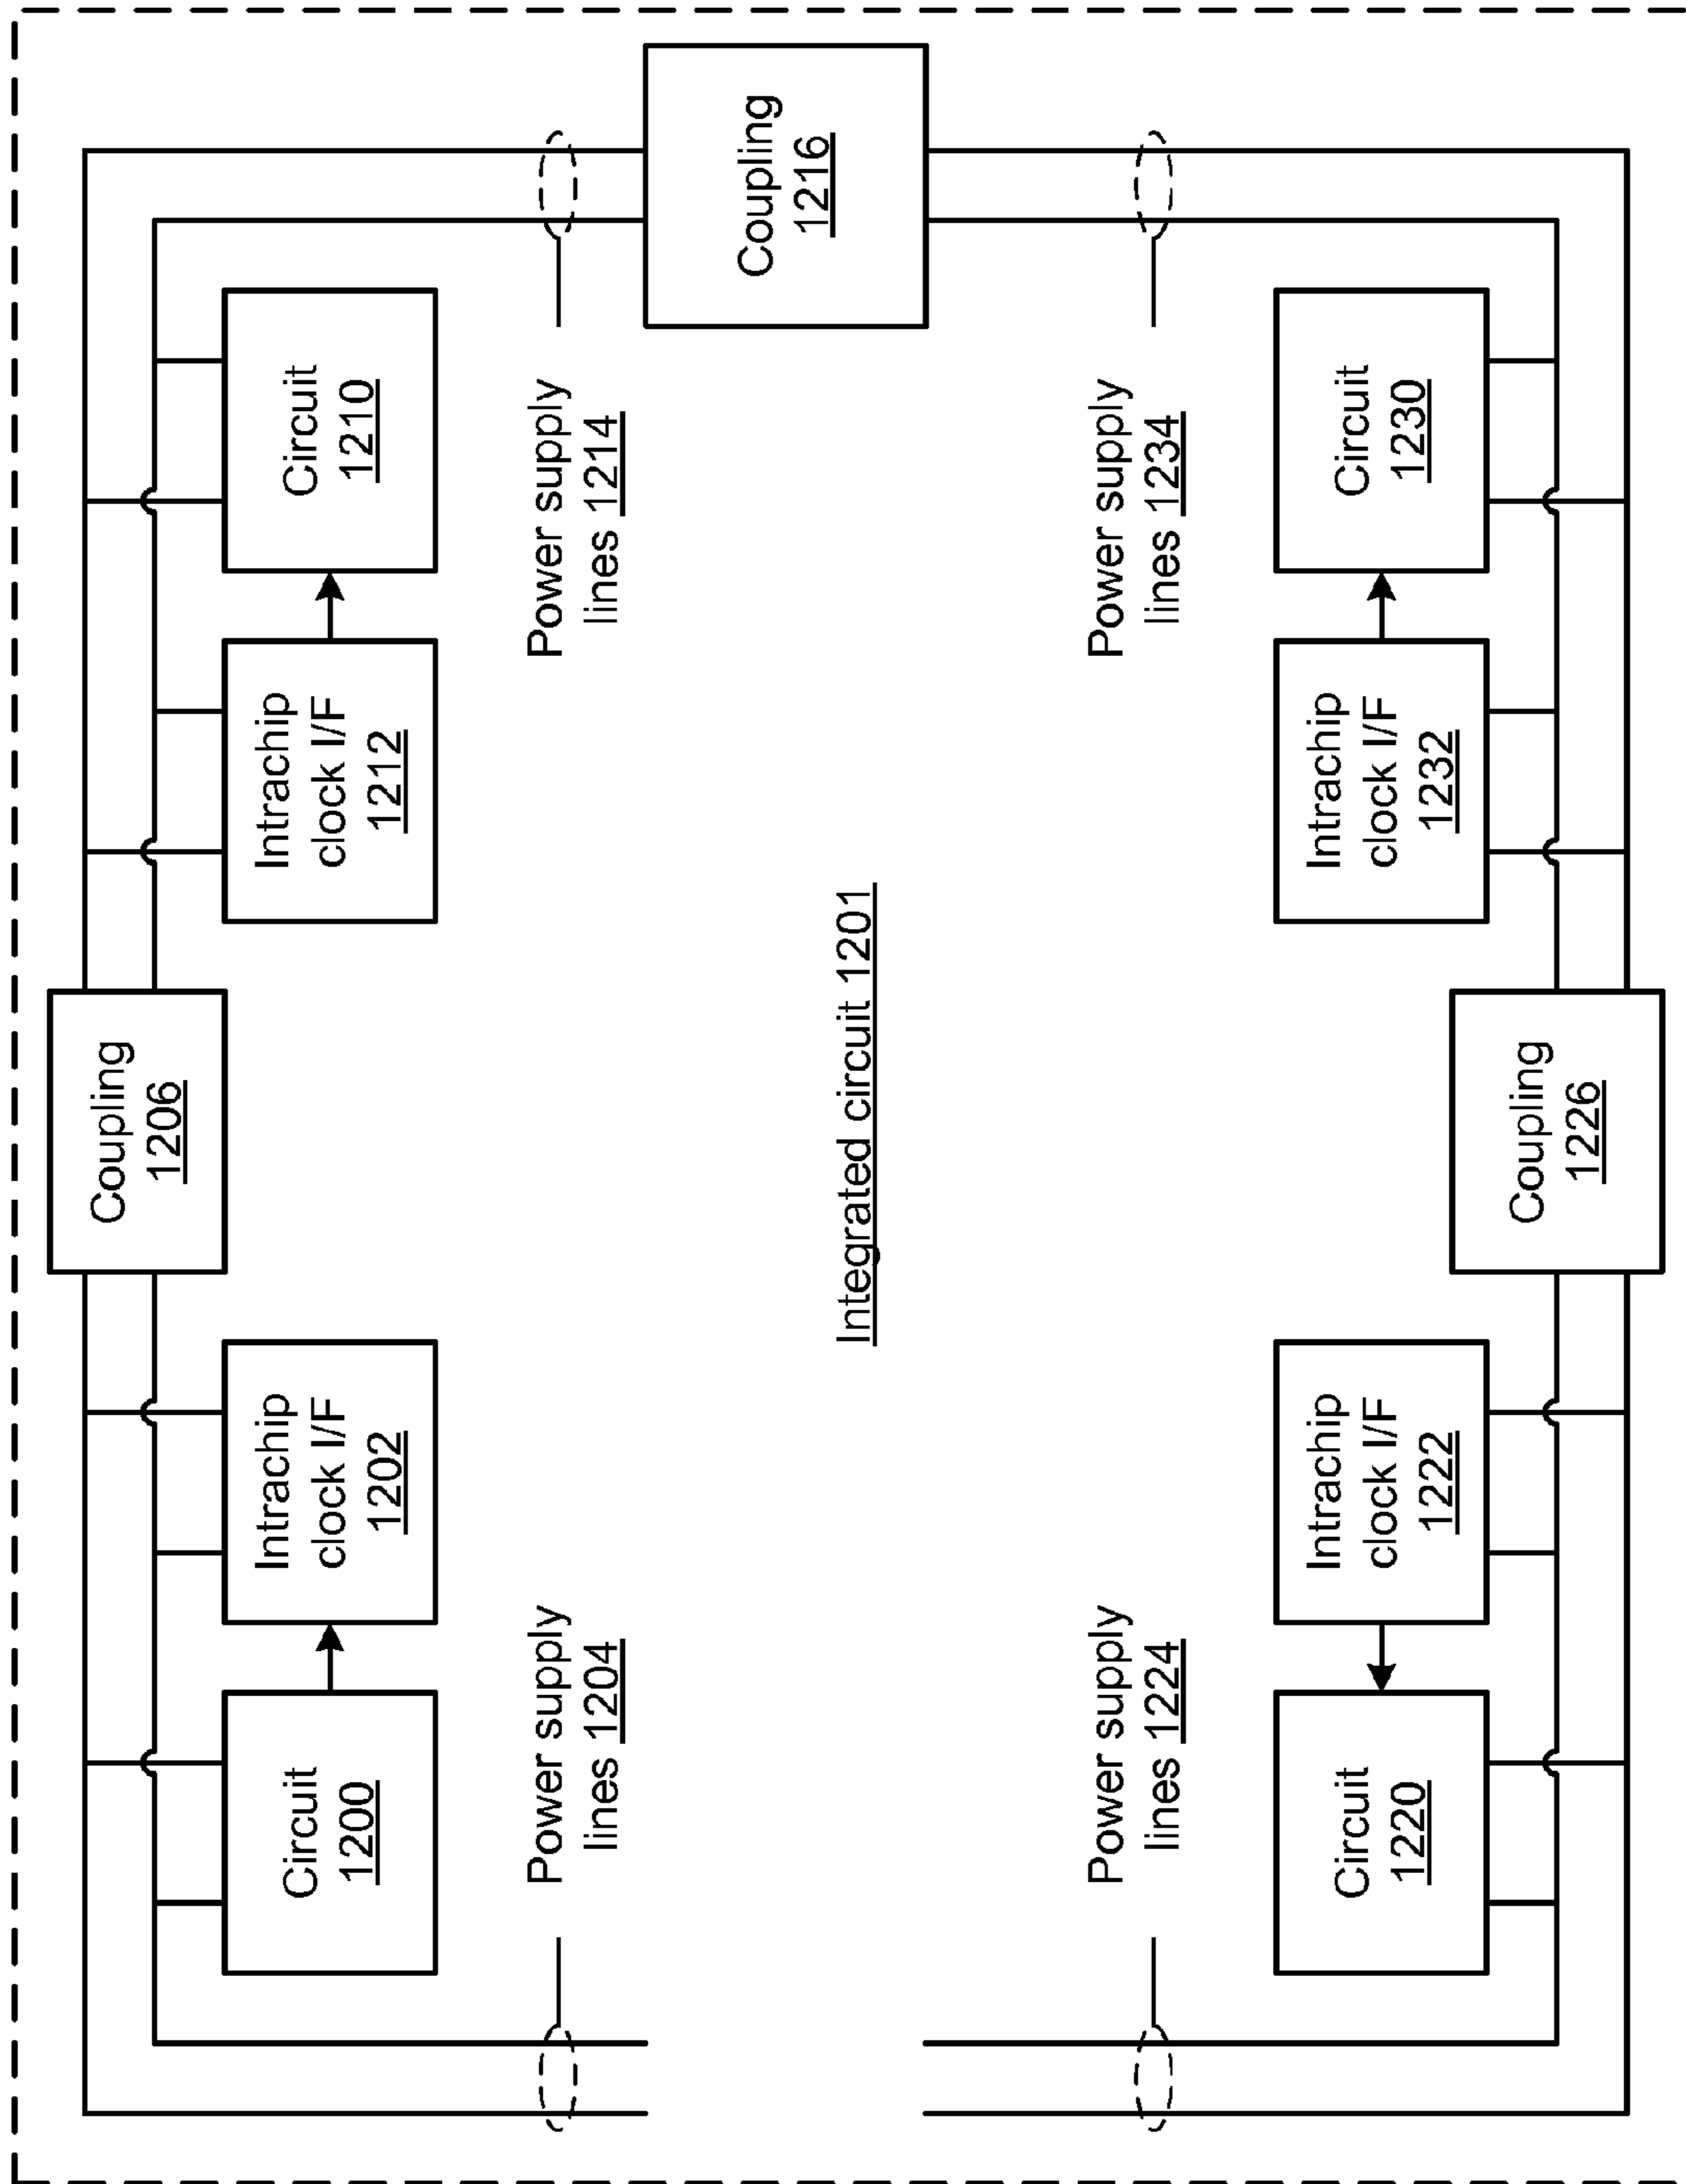 Circuit
1200
Intrachip
clock I/F
1202
Coupling
1206
Intrachip
clock I/F
1212
Circuit
1210
Power supply
lines 1204
Power supply
lines 1214
Coupling
1216
Integrated circuit 1201
Power supply
lines 1224
Power supply
lines 1234
Circuit
1220
Intrachip
clock I/F
1222
Coupling
1226
Intrachip
clock I/F
1232
Circuit
1230